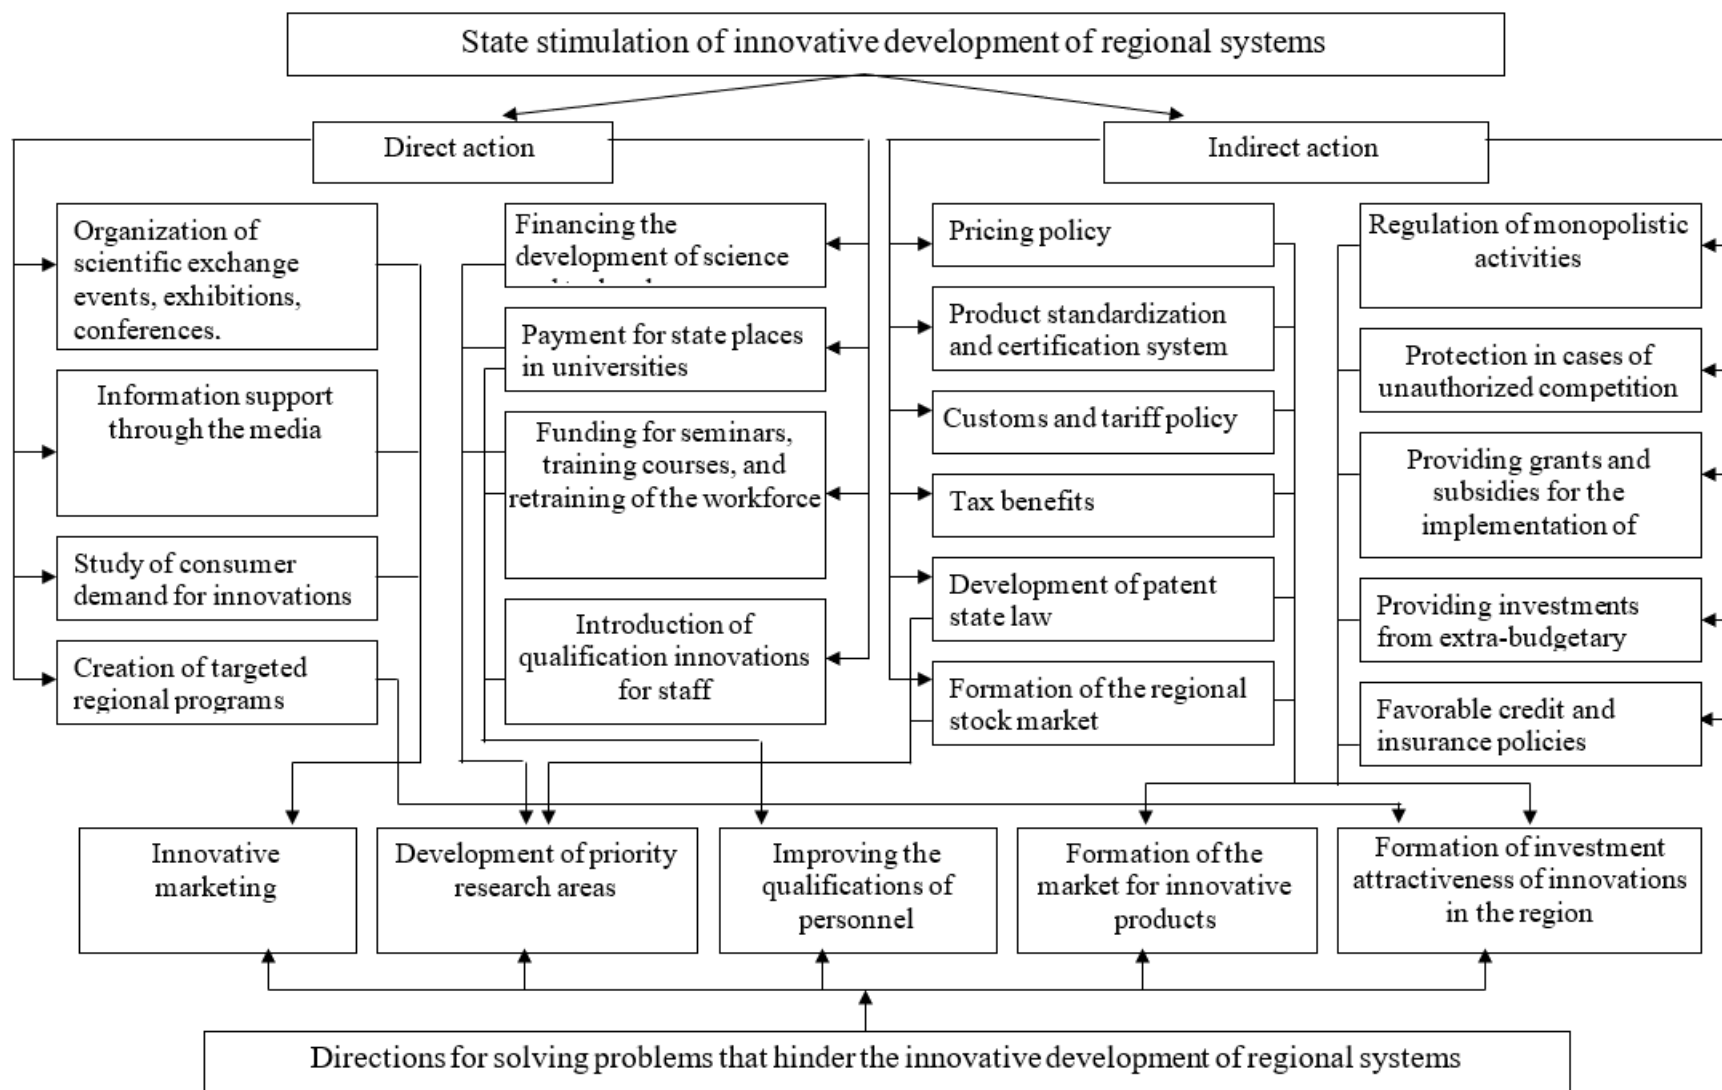 State stimulation of innovative development of regional systems
Direct action
Indirect action
Organization of
scientific exchange
events, exhibitions,
conferences.
Information support
through the media
Study of consumer
demand for innovations
Creation of targeted
regional programs
Financing the
development of science
Payment for state places
in universities
Funding for seminars,
training courses, and
retraining of the workforce
Introduction of
qualification innovations
for staff
Pricing policy
Product standardization
and certification system
Customs and tariff policy
Tax benefits
Development of patent
state law
Formation of the regional
stock market
Regulation of monopolistic
activities
Protection in cases of
unauthorized competition
Providing grants and
subsidies for the
implementation of
Providing investments
from extra-budgetary
Favorable credit and
insurance policies
Innovative
marketing
Development of priority
research areas
Improving the
qualifications of
personnel
Formation of the
market for innovative
products
Formation of investment
attractiveness of innovations
in the region
Directions for solving problems that hinder the innovative development of regional systems